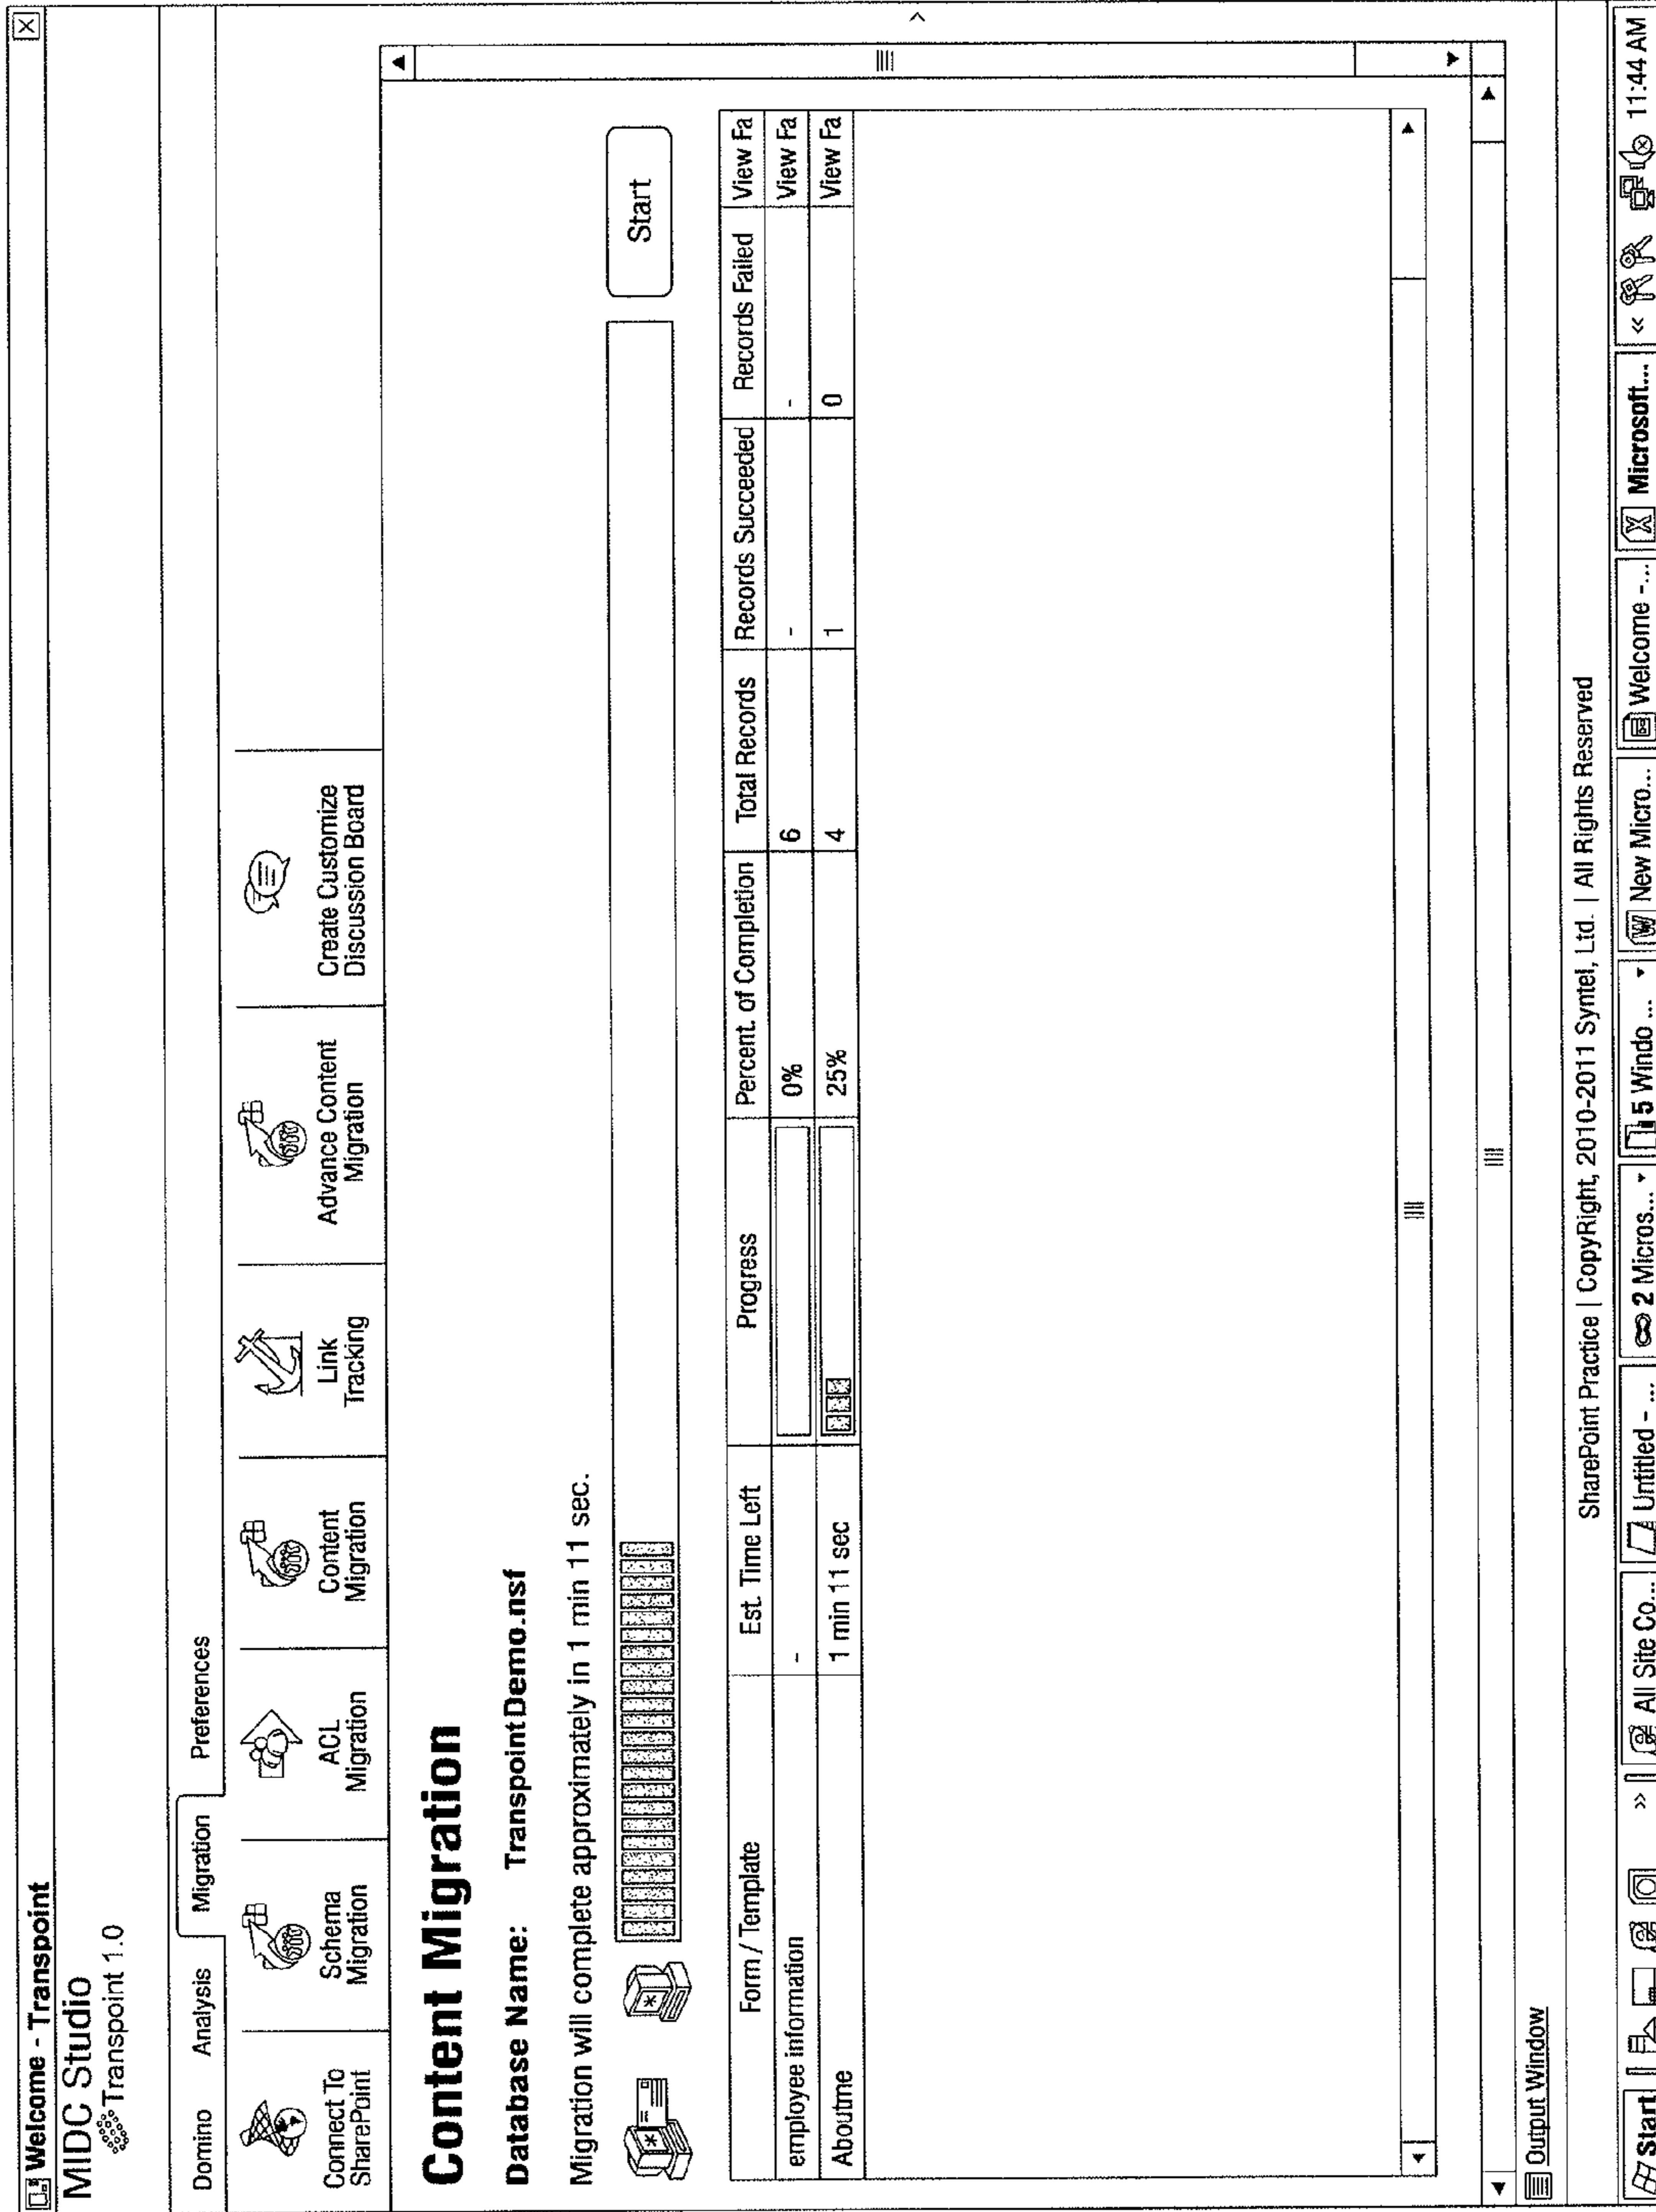 Welcome - Transpoint
MIDC Studio
Transpoint 1.0
Domino Analysis Migration Preferences
Connect To SharePoint
Schema Migration
ACL Migration
Content Migration
Link Tracking
Advance Content Migration
Create Customize Discussion Board
Content Migration
Database Name: TranspointDemo.nsf
Migration will complete approximately in 1 min 11 sec.
Start
Form / Template Est. Time Left Progress Percent. of Completion Total Records Records Succeeded Records Failed View Fa
employee information - 0% 6 - - View Fa
Aboutme 1 min 11 sec 25% 4 1 0 View Fa
Output Window
SharePoint Practice | CopyRight, 2010-2011 Syntel, Ltd. | All Rights Reserved
Start » All Site Co... Untitled - ... 2 Micros... 5 Windo ... New Micro... Welcome -... Microsoft... « 11:44 AM